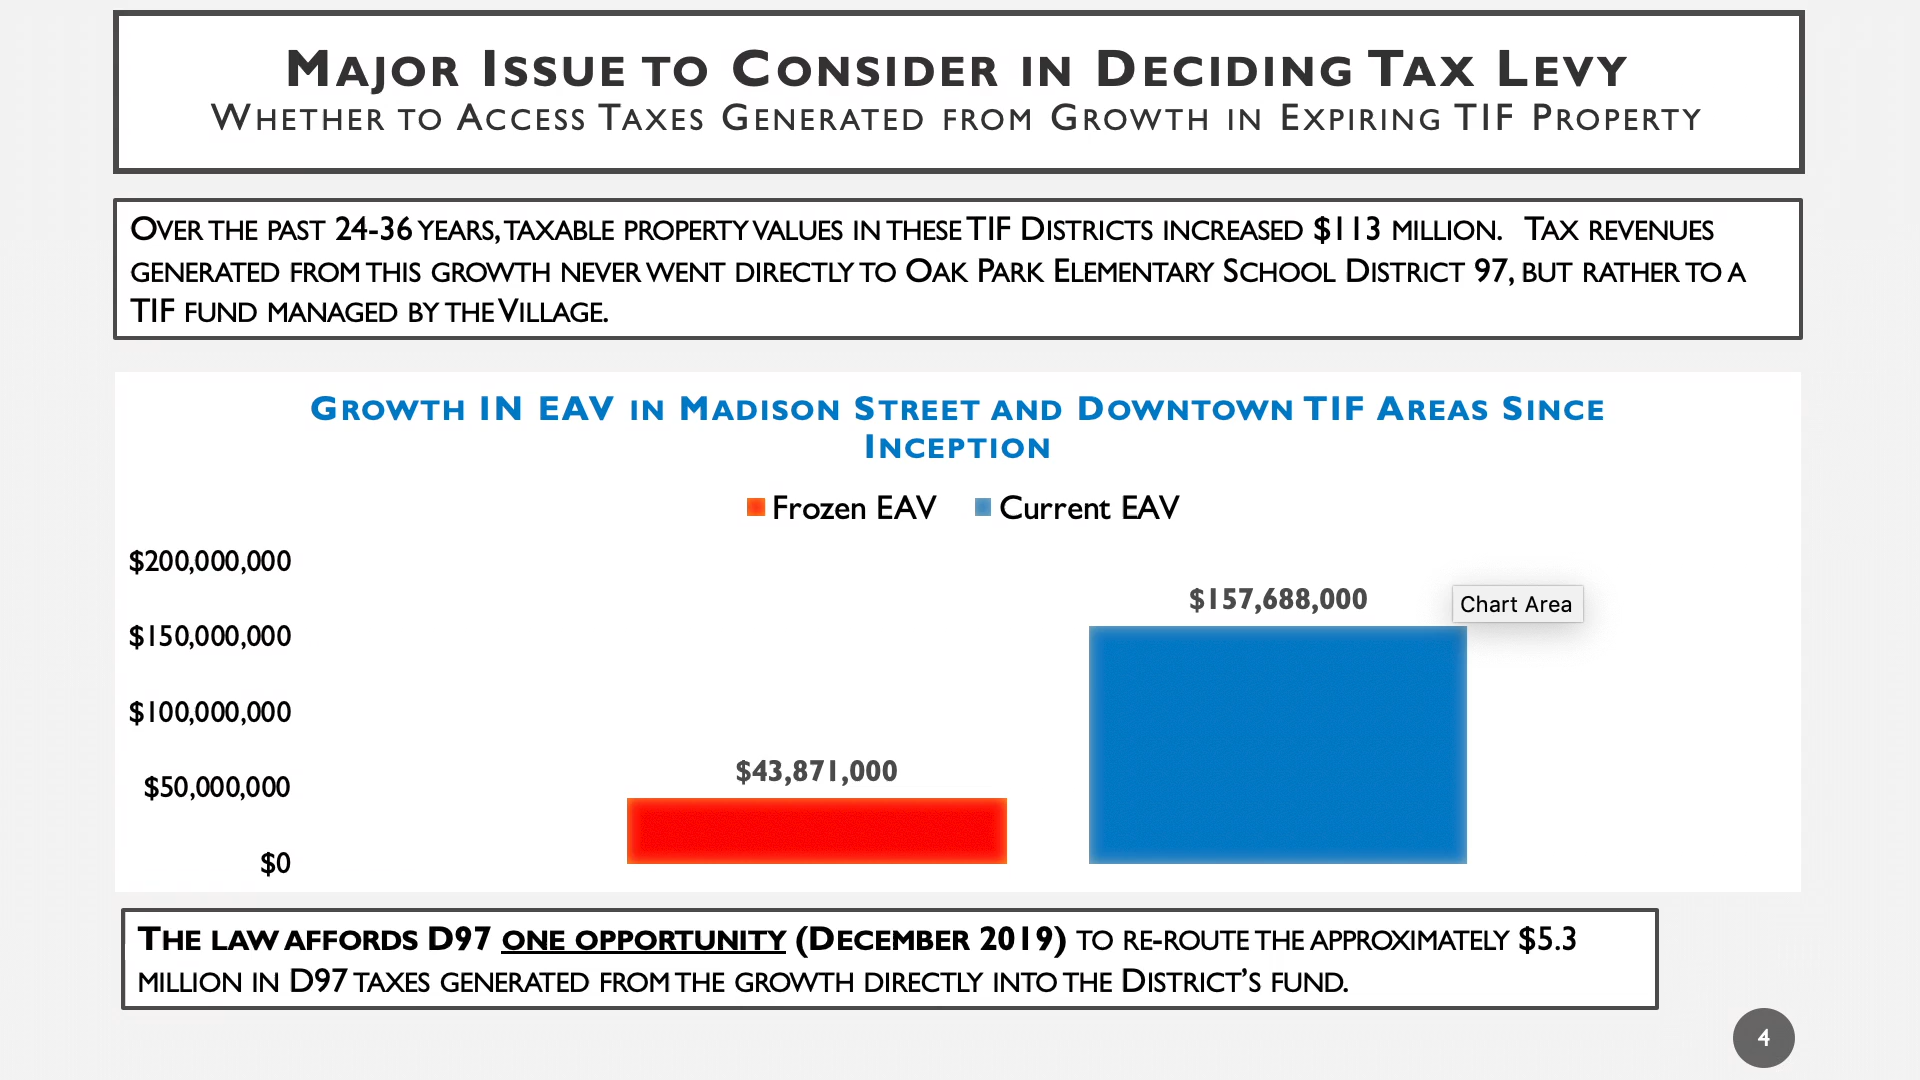 Major Issue to Consider in Deciding Tax Levy
Whether to Access Taxes Generated from Growth in Expiring TIF Property
Over the past 24-36 years, taxable property values in these TIF Districts increased $113 million. Tax revenues
generated from this growth never went directly to Oak Park Elementary School District 97, but rather to a
TIF fund managed by the Village.
Growth IN EAV in Madison Street and Downtown TIF Areas Since
Inception
Frozen EAV Current EAV
$200,000,000
$157,688,000
Chart Area
$150,000,000
$100,000,000
$43,871,000
$50,000,000
$0
The law affords D97 one opportunity (December 2019) to re-route the approximately $5.3
million in D97 taxes generated from the growth directly into the District's fund.
4